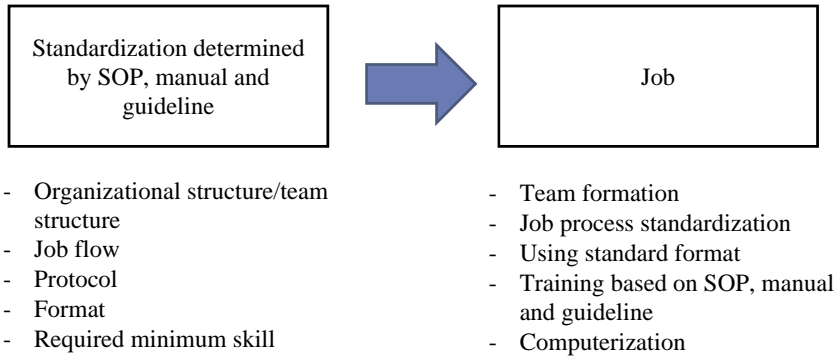 Standardization determined
by SOP, manual and
guideline
Job
- Organizational structure/team
structure
- Job flow
- Protocol
- Format
- Required minimum skill
- Team formation
- Job process standardization
- Using standard format
- Training based on SOP, manual
and guideline
- Computerization